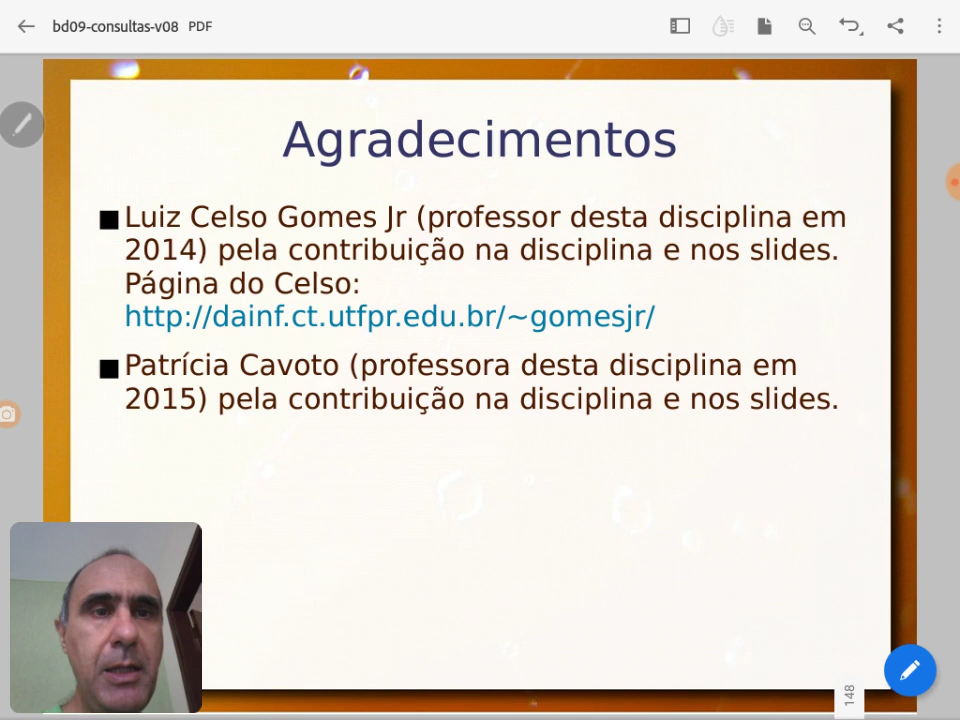 bd09-consultas-v08 PDF
Agradecimentos
Luiz Celso Gomes Jr (professor desta disciplina em
2014) pela contribuição na disciplina e nos slides.
Página do Celso:
http://dainf.ct.utfpr.edu.br/~gomesjr/
Patrícia Cavoto (professora desta disciplina em
2015) pela contribuição na disciplina e nos slides.
148